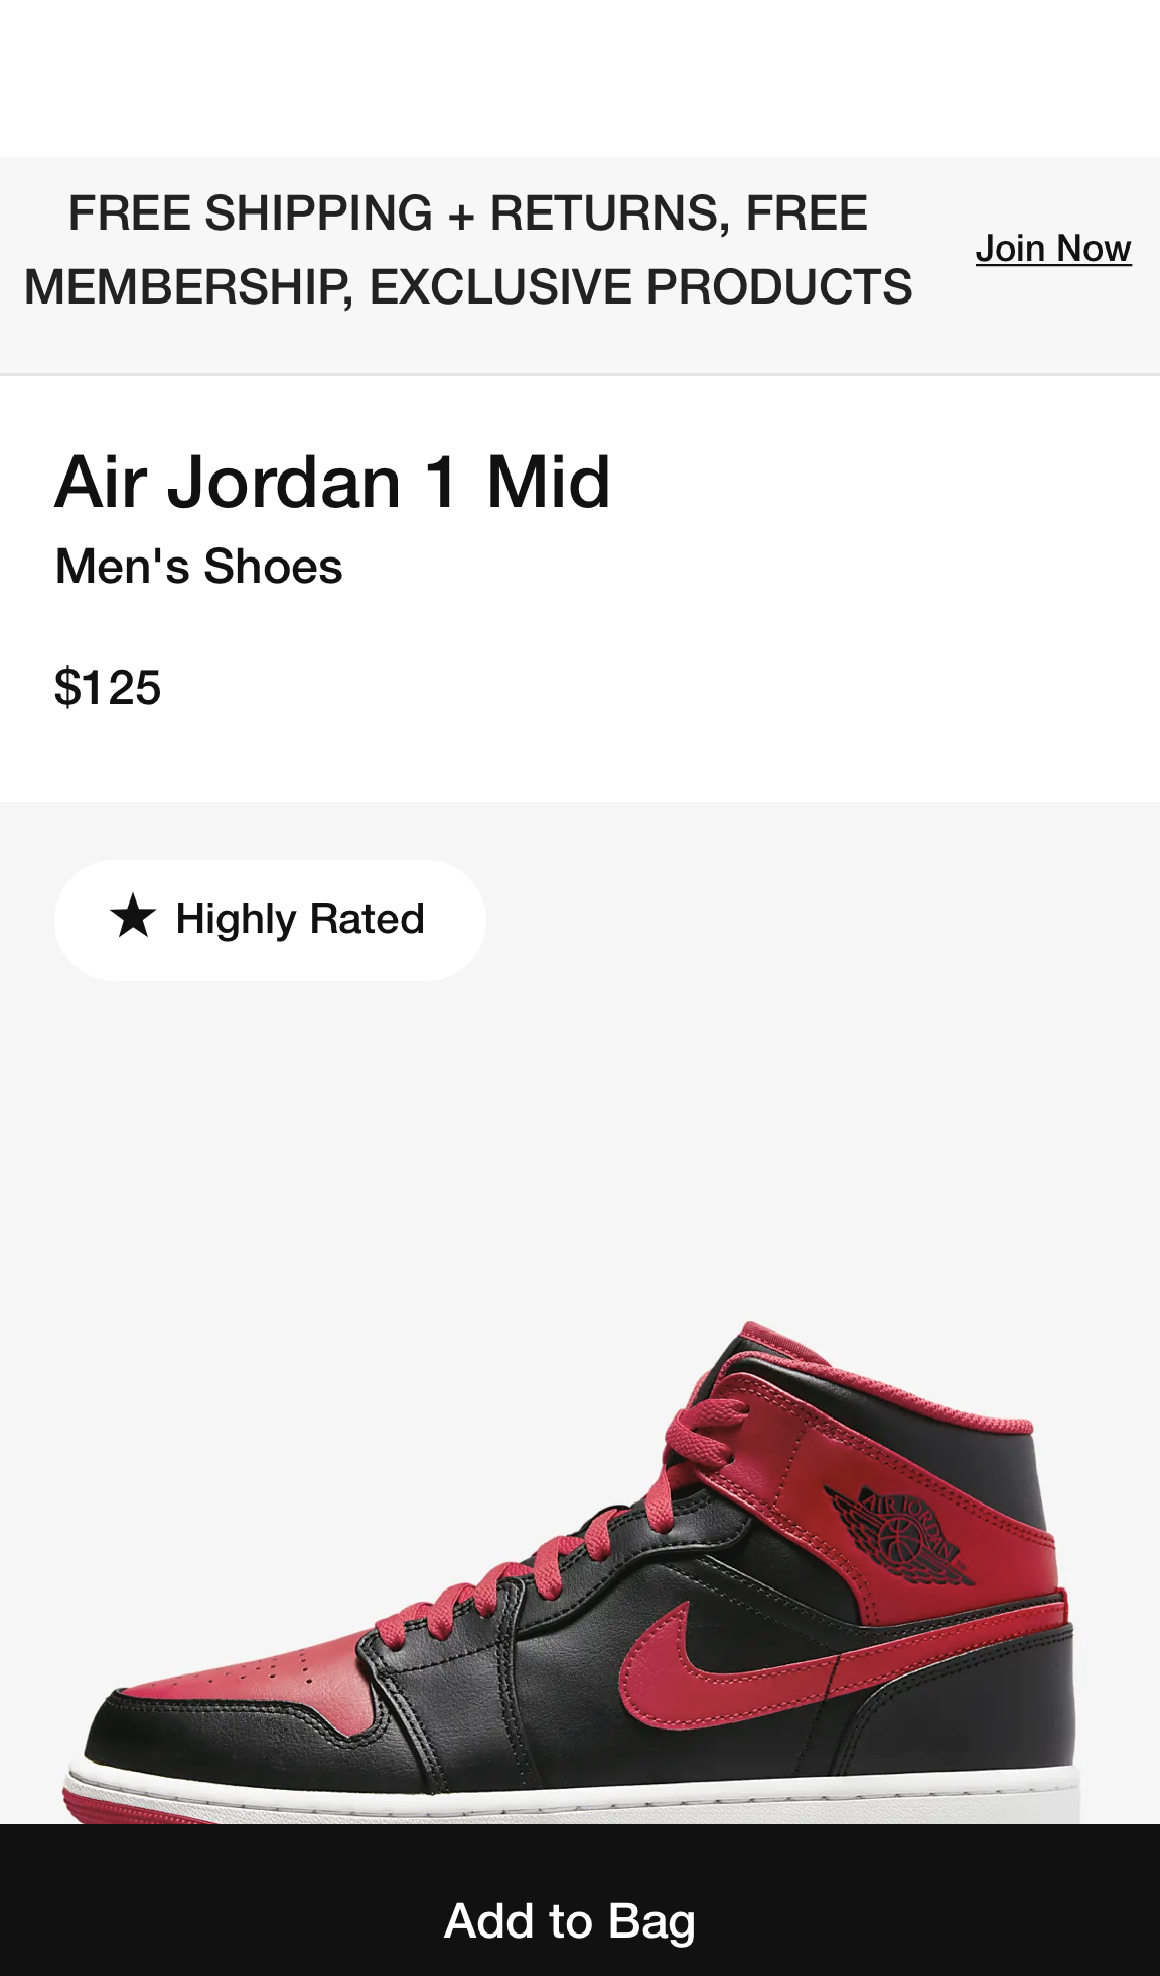 FREE SHIPPING + RETURNS, FREE
MEMBERSHIP, EXCLUSIVE PRODUCTS
Join Now
Air Jordan 1 Mid
Men's Shoes
$125
★ Highly Rated
AIR JORDAN
Add to Bag